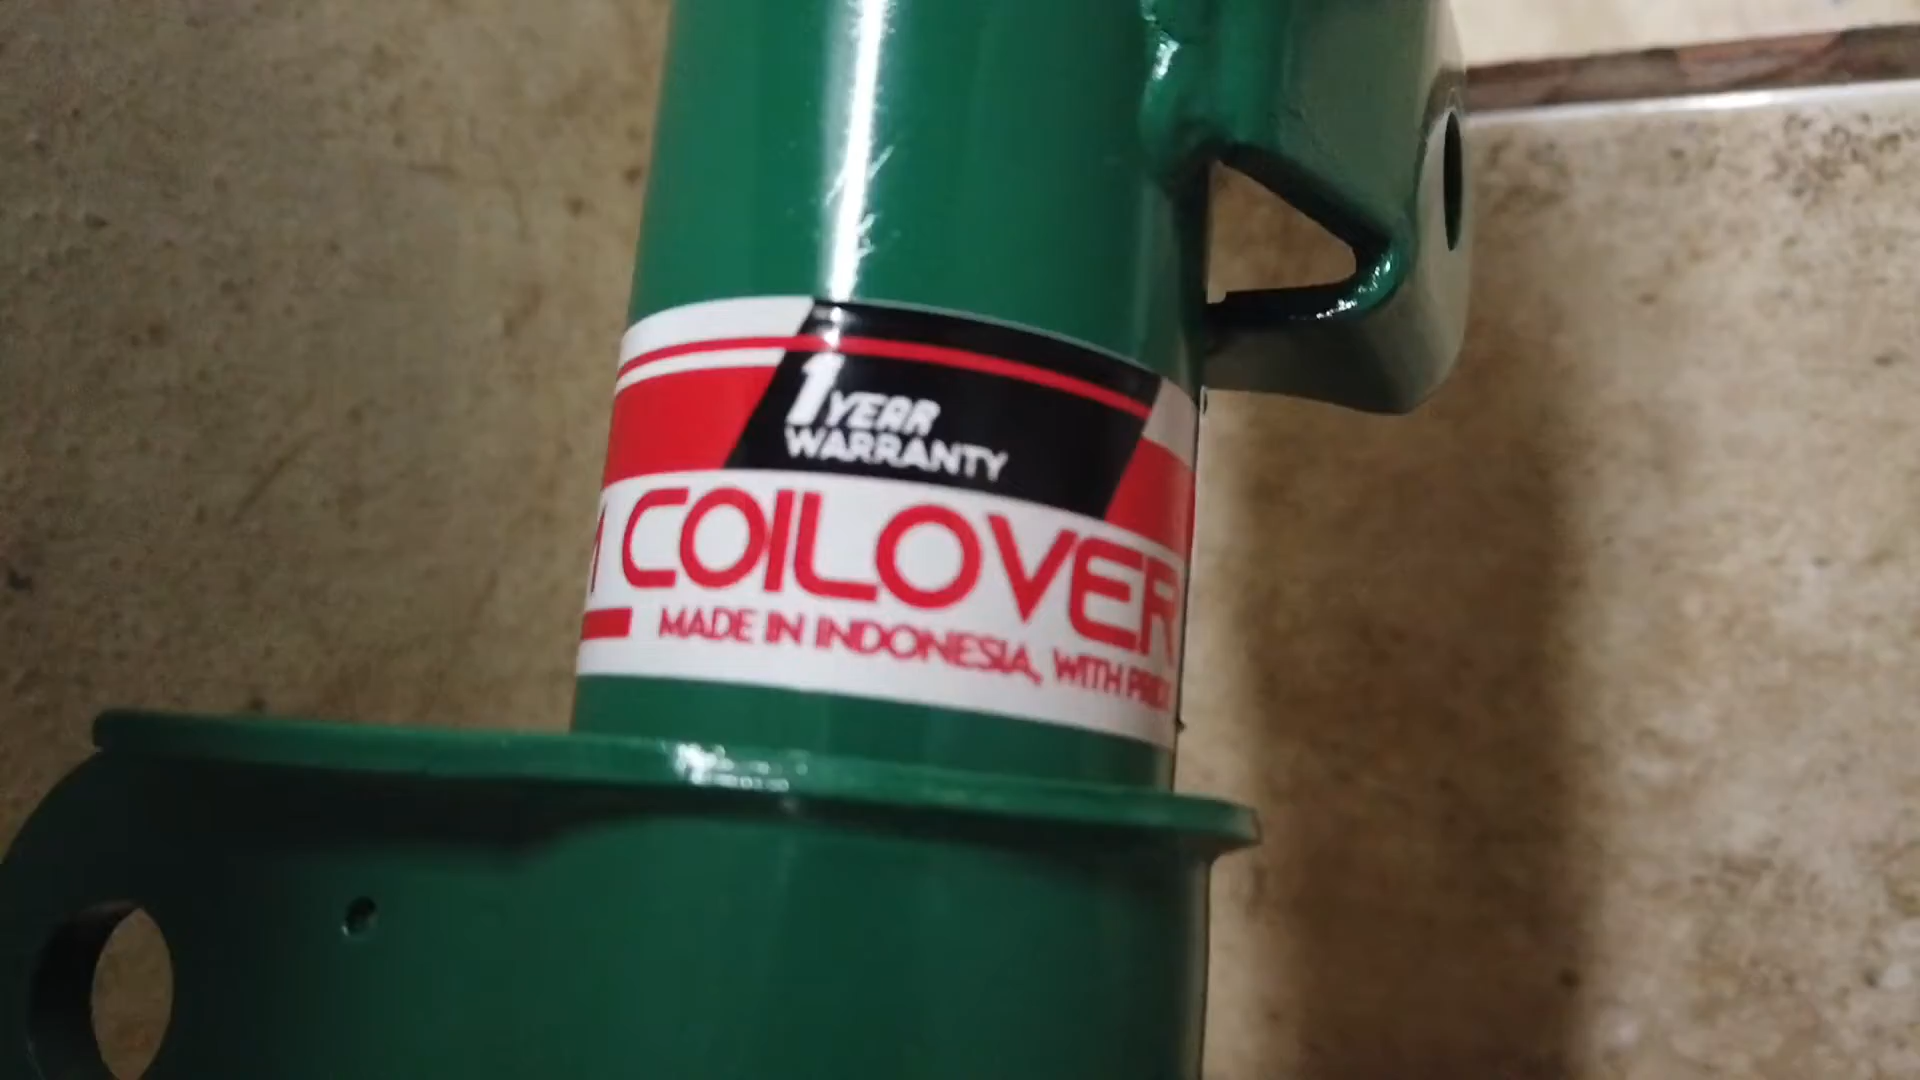 1 YEAR
WARRANTY
COILOVER
MADE IN INDONESIA, WITH